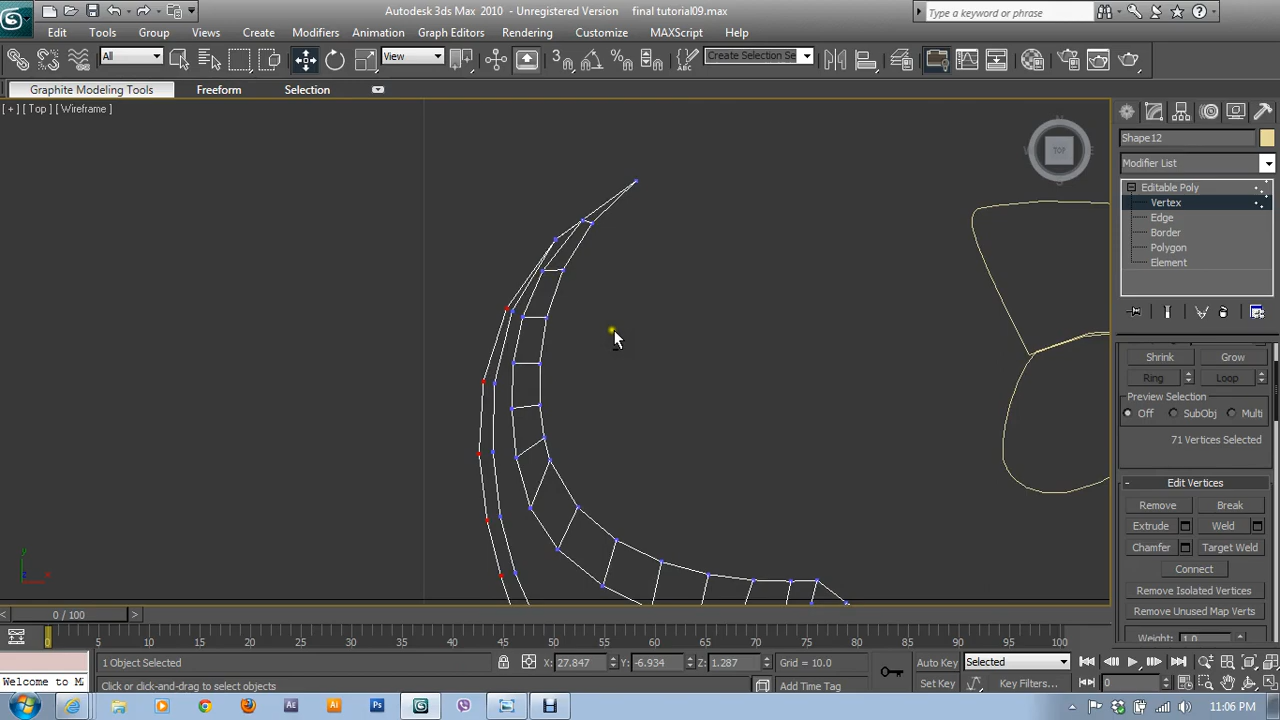 Autodesk 3ds Max 2010 - Unregistered Version final tutorial09.max
Type a keyword or phrase
Edit Tools Group Views Create Modifiers Animation Graph Editors Rendering Customize MAXScript Help
All View Create Selection Se
Graphite Modeling Tools Freeform Selection
[ + ] [ Top ] [ Wireframe ]
TOP
Shape12
Modifier List
Editable Poly
Vertex
Edge
Border
Polygon
Element
Shrink Grow
Ring Loop
Preview Selection
Off SubObj Multi
71 Vertices Selected
- Edit Vertices
Remove Break
Extrude Weld
Chamfer Target Weld
Connect
Remove Isolated Vertices
Remove Unused Map Verts
Weight: 1.0
y
0 / 100
0 5 10 15 20 25 30 35 40 45 50 55 60 65 70 75 80 85 90 95 100
1 Object Selected X: 27.847 Y: -6.934 Z: 1.287 Grid = 10.0 Auto Key Selected
Welcome to M Click or click-and-drag to select objects Add Time Tag Set Key Key Filters... 0
11:06 PM